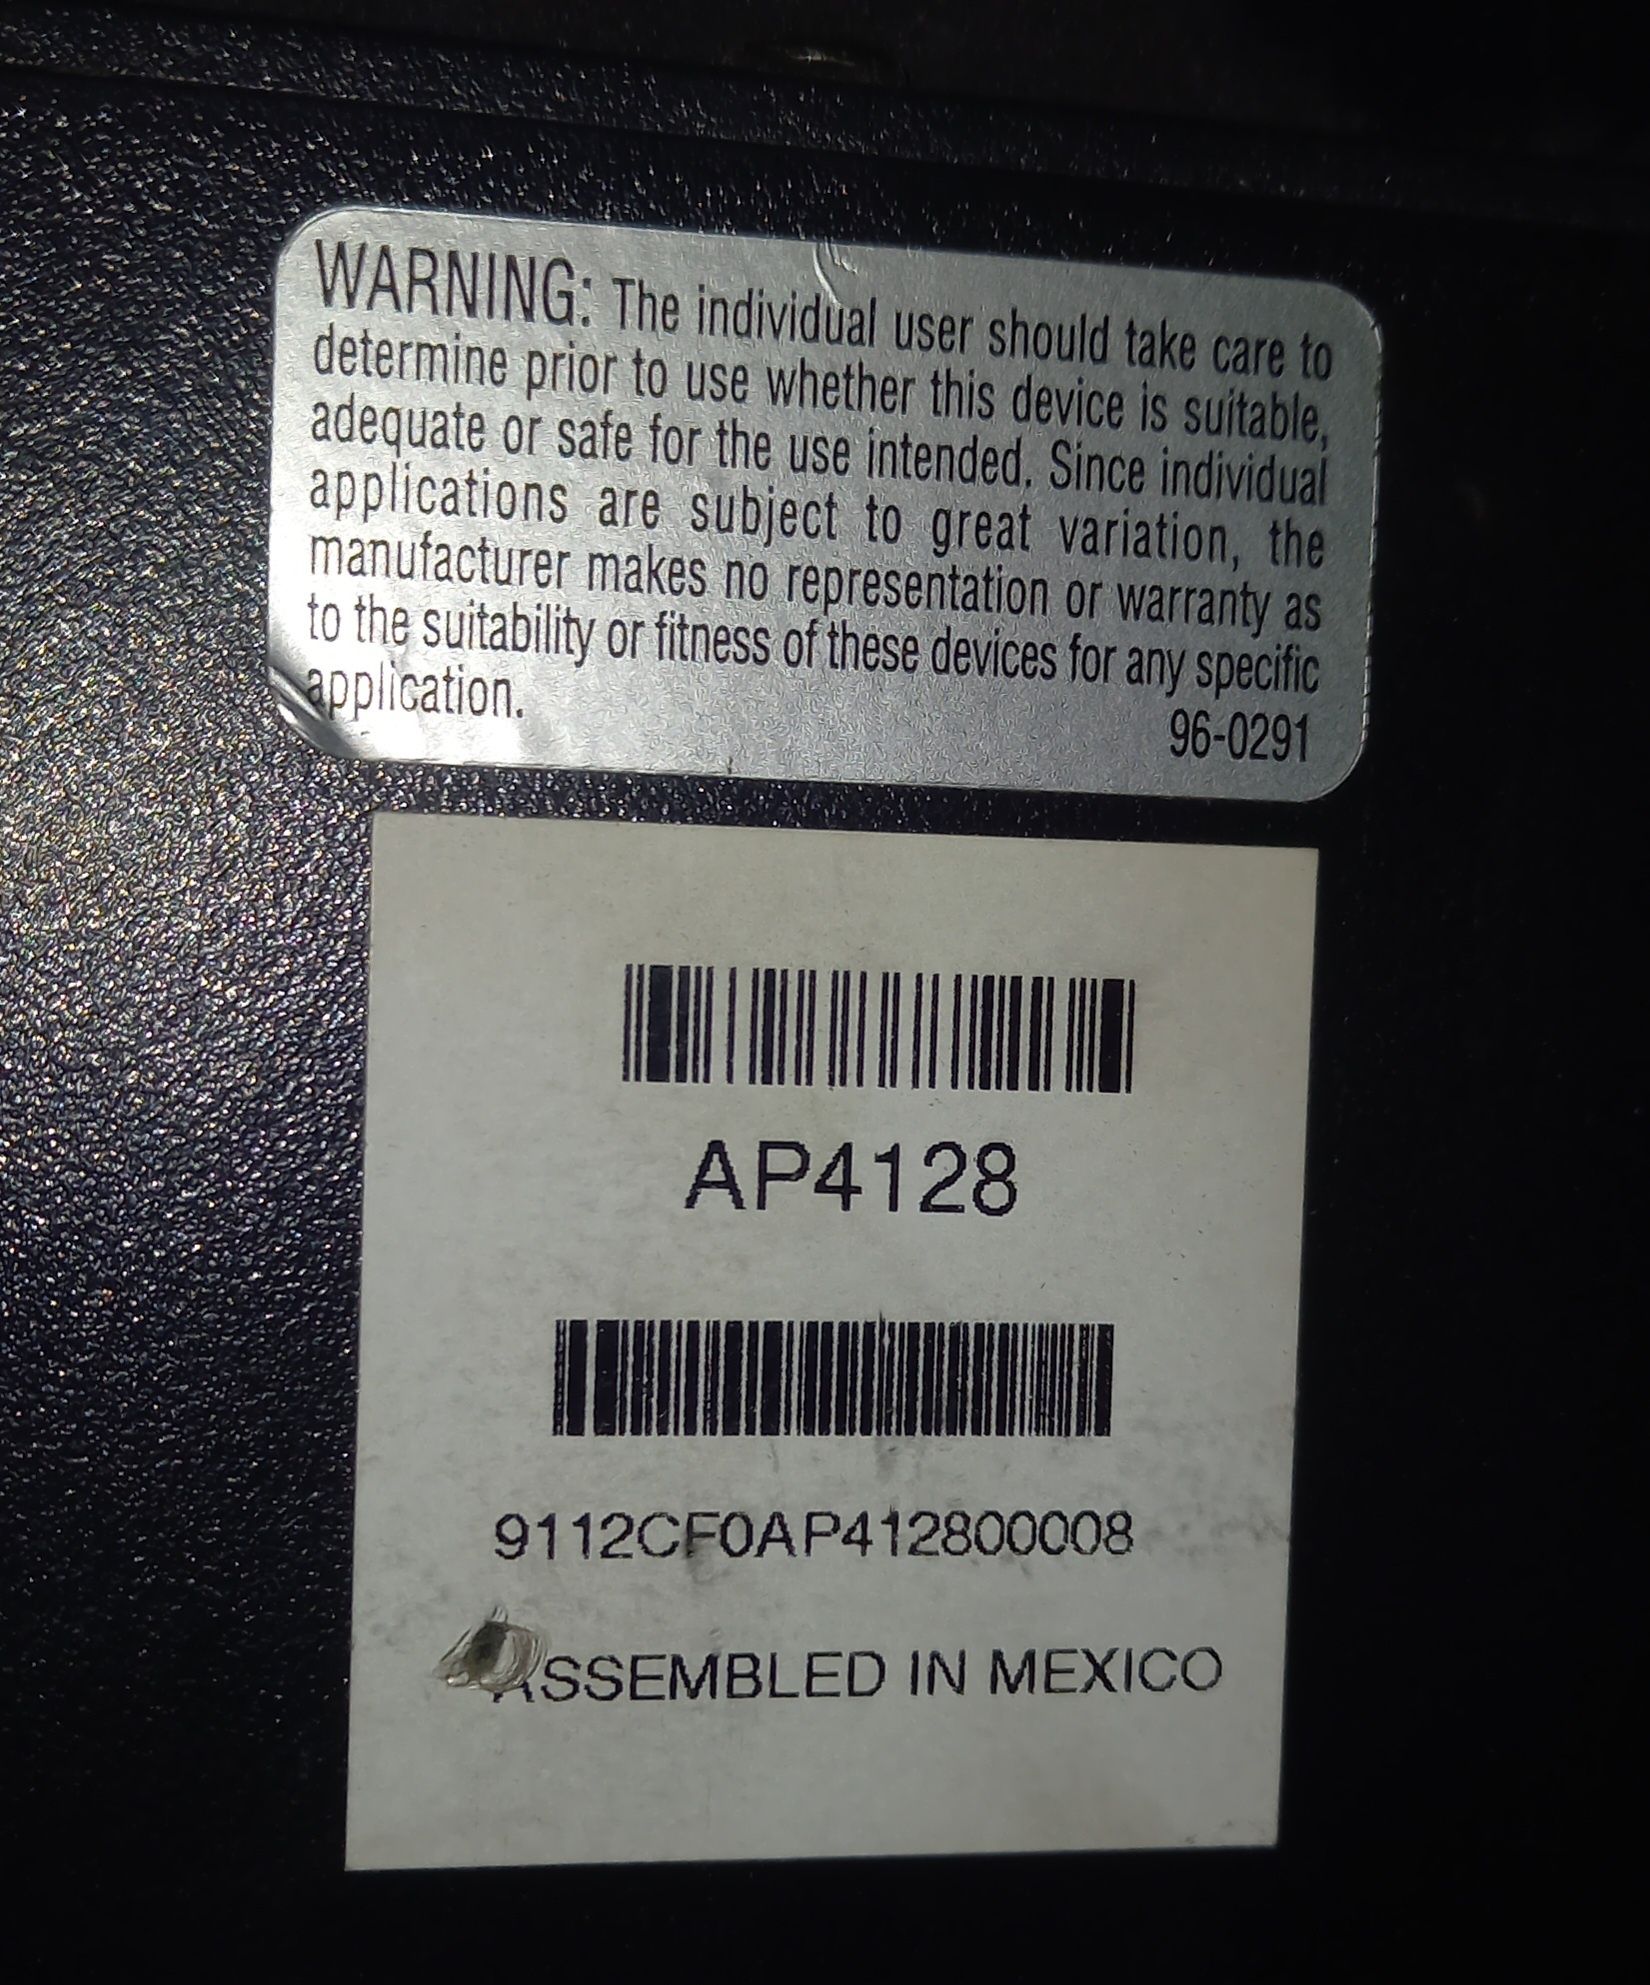 WARNING: The individual user should take care to
determine prior to use whether this device is suitable,
adequate or safe for the use intended. Since individual
applications are subject to great variation, the
manufacturer makes no representation or warranty as
to the suitability or fitness of these devices for any specific
application.
96-0291
AP4128
9112CF0AP412800008
ASSEMBLED IN MEXICO